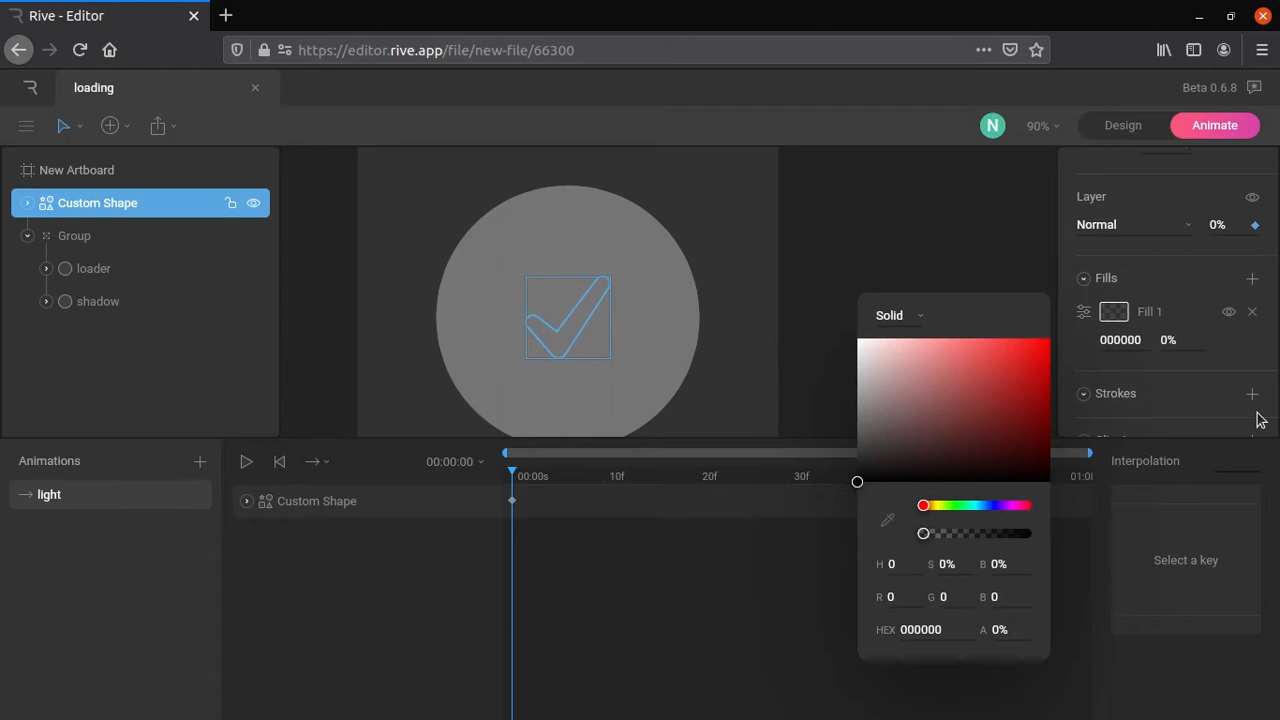 Rive - Editor
https://editor.rive.app/file/new-file/66300
loading
Beta 0.6.8
N
90%
Design
Animate
New Artboard
Custom Shape
Group
loader
shadow
Layer
Normal
0%
Fills
Fill 1
000000
0%
Strokes
Solid
H 0
S 0%
B 0%
R 0
G 0
B 0
HEX 000000
A 0%
Animations
light
00:00:00
00:00s
10f
20f
30f
Custom Shape
Interpolation
Select a key